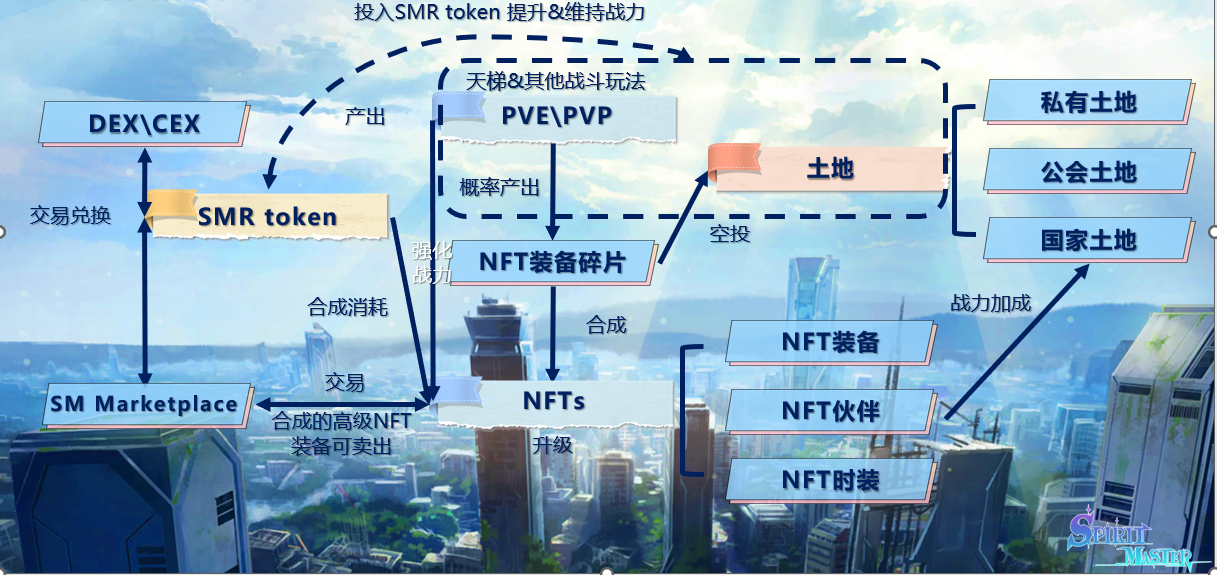 投入SMR token 提升&维持战力
天梯&其他战斗玩法
产出
PVE\PVP
私有土地
DEX\CEX
土地
公会土地
概率产出
交易兑换
SMR token
空投
国家土地
强化
战力
NFT装备碎片
合成消耗
合成
战力加成
NFT装备
交易
SM Marketplace
NFTs
NFT伙伴
合成的高级NFT
装备可卖出
升级
NFT时装
SPIRIT
MASTER